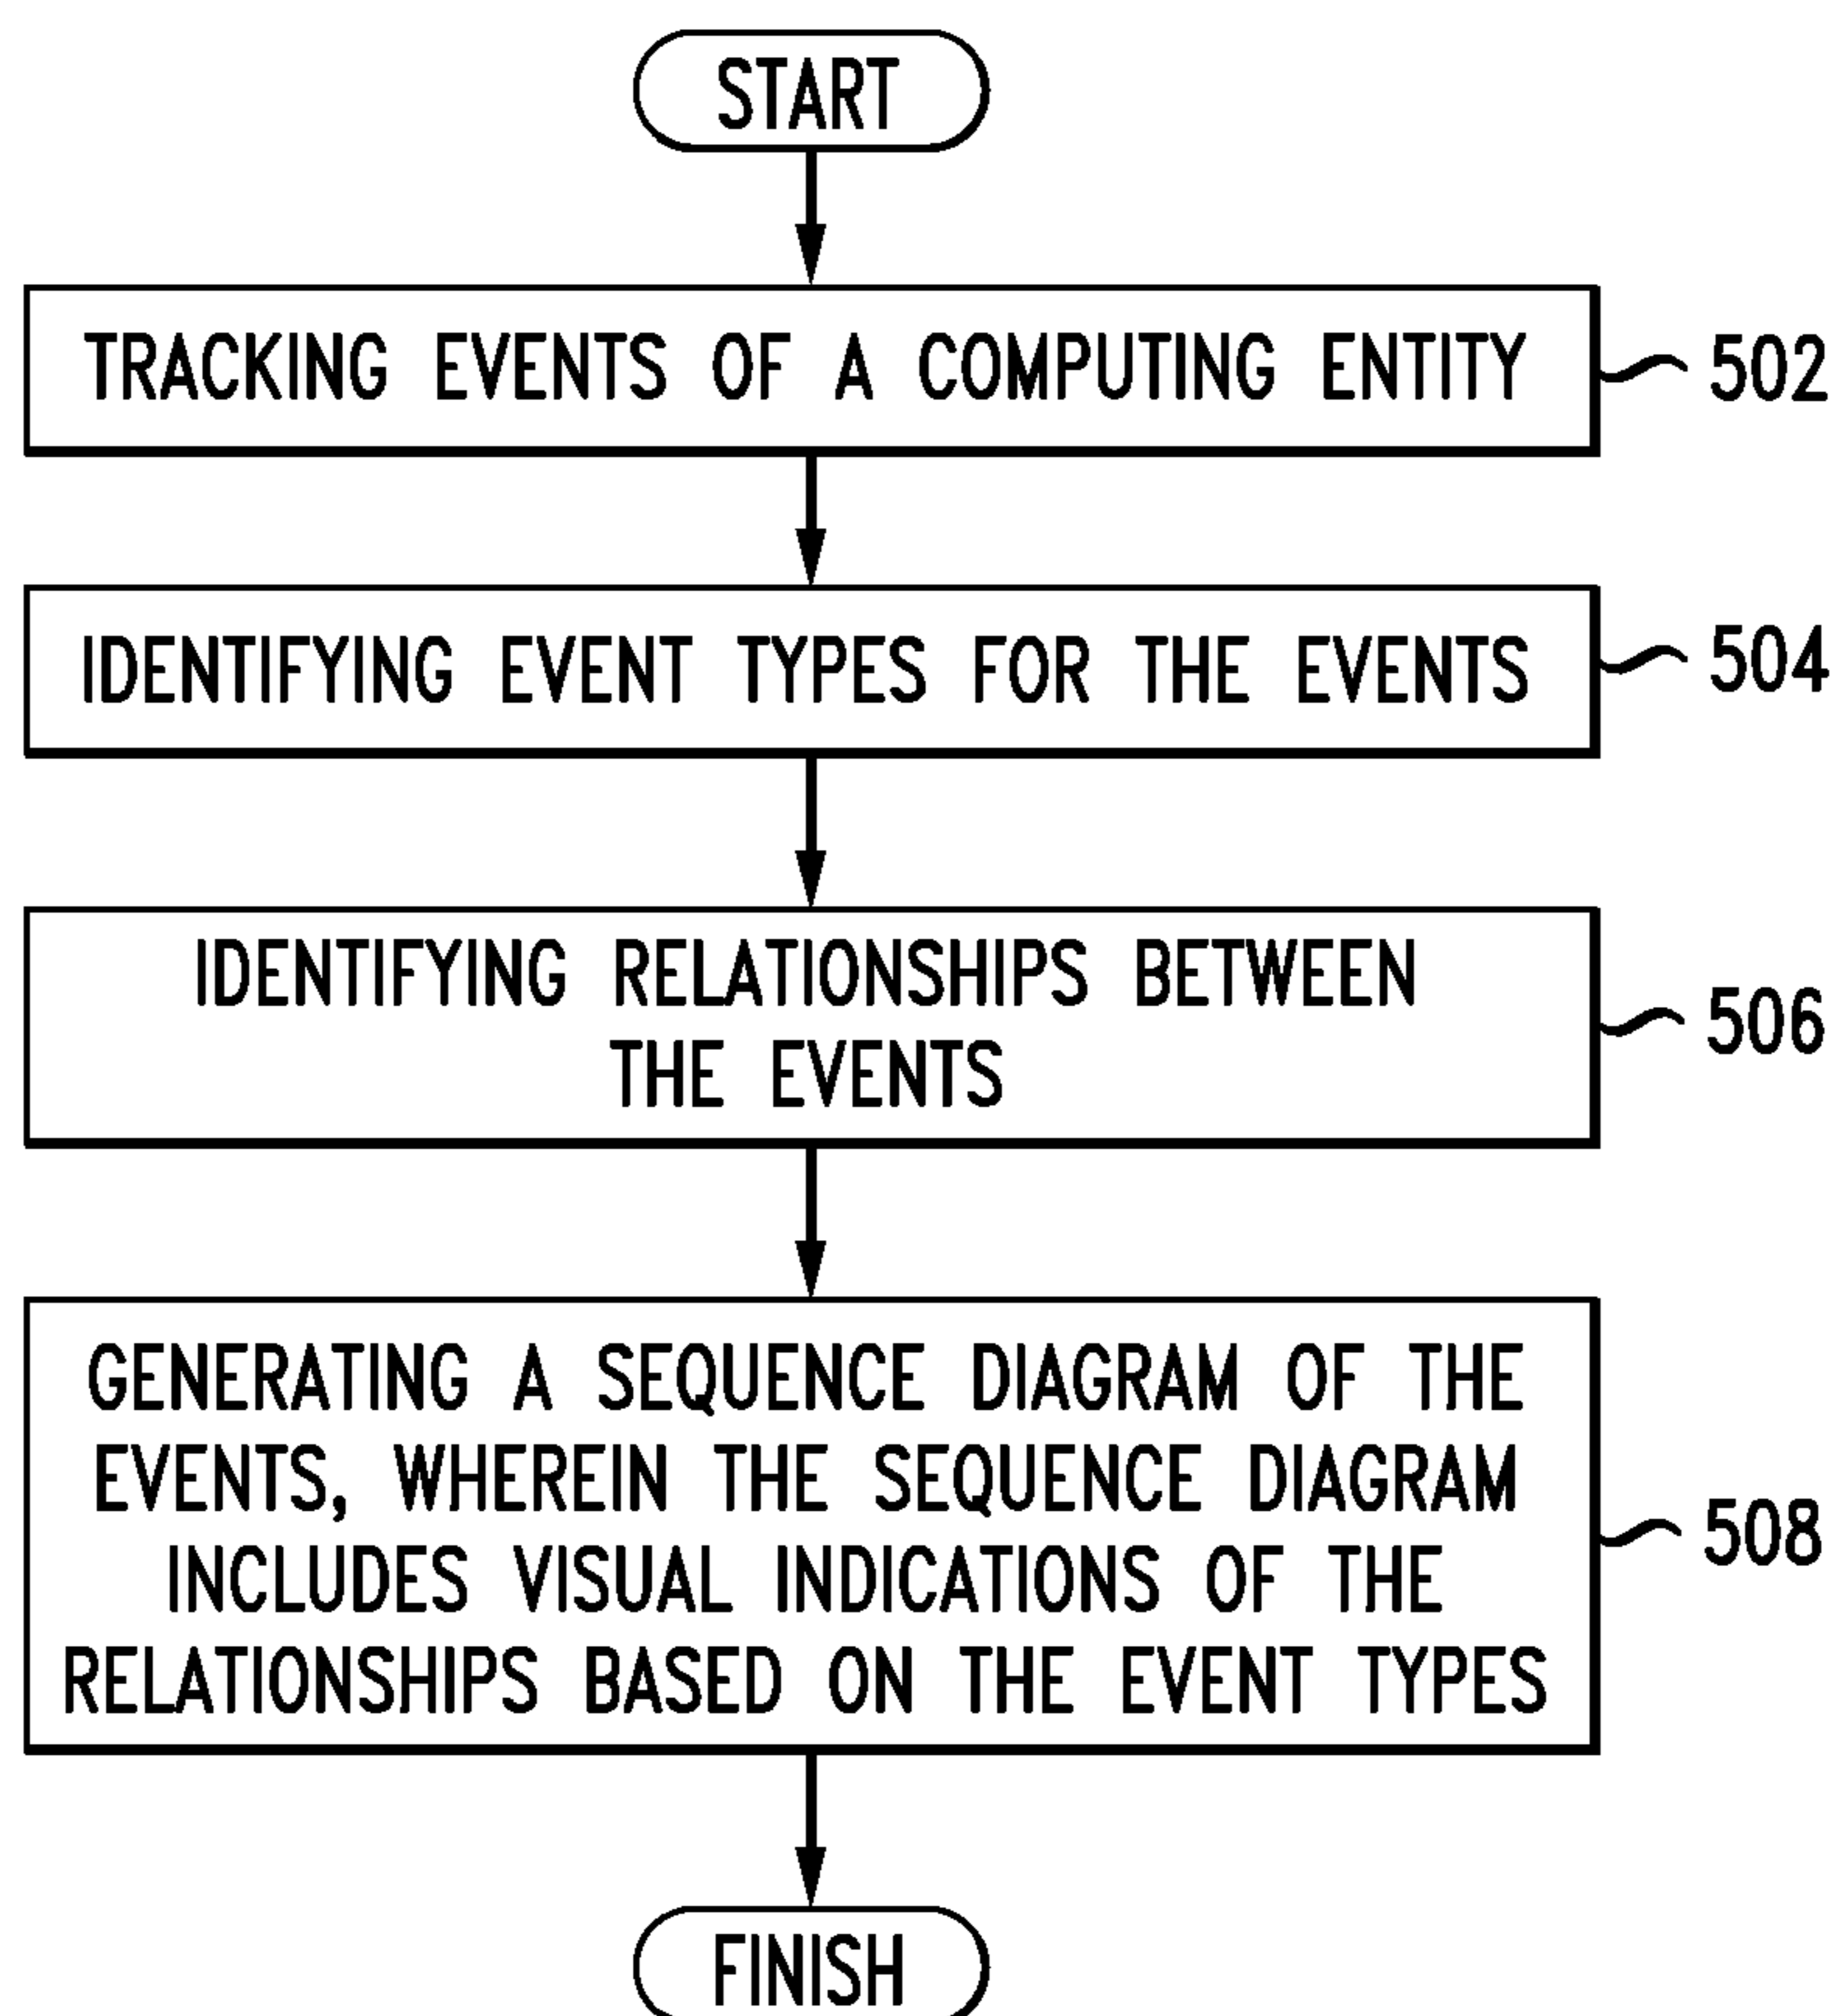 START
TRACKING EVENTS OF A COMPUTING ENTITY
502
IDENTIFYING EVENT TYPES FOR THE EVENTS
504
IDENTIFYING RELATIONSHIPS BETWEEN
THE EVENTS
506
GENERATING A SEQUENCE DIAGRAM OF THE
EVENTS, WHEREIN THE SEQUENCE DIAGRAM
INCLUDES VISUAL INDICATIONS OF THE
RELATIONSHIPS BASED ON THE EVENT TYPES
508
FINISH